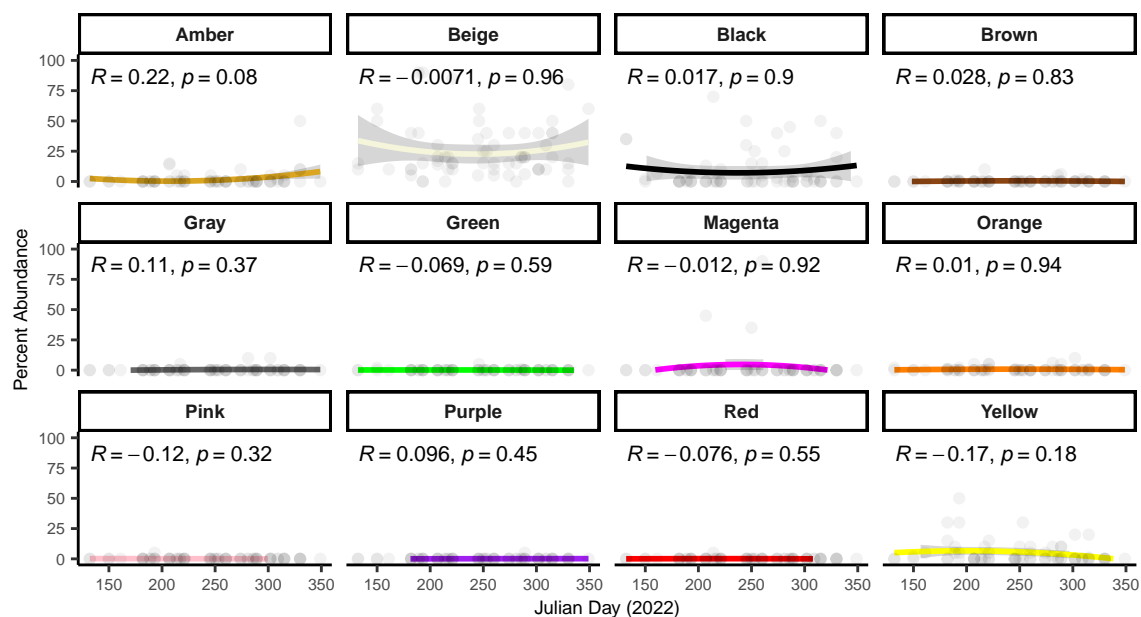 Amber Beige Black Brown
R = 0.22, p = 0.08 R = −0.0071, p = 0.96 R = 0.017, p = 0.9 R = 0.028, p = 0.83
100
75
50
25
0
Gray Green Magenta Orange
R = 0.11, p = 0.37 R = −0.069, p = 0.59 R = −0.012, p = 0.92 R = 0.01, p = 0.94
100
75
50
25
0
Percent Abundance
Pink Purple Red Yellow
R = −0.12, p = 0.32 R = 0.096, p = 0.45 R = −0.076, p = 0.55 R = −0.17, p = 0.18
100
75
50
25
0
150 200 250 300 350 150 200 250 300 350 150 200 250 300 350 150 200 250 300 350
Julian Day (2022)